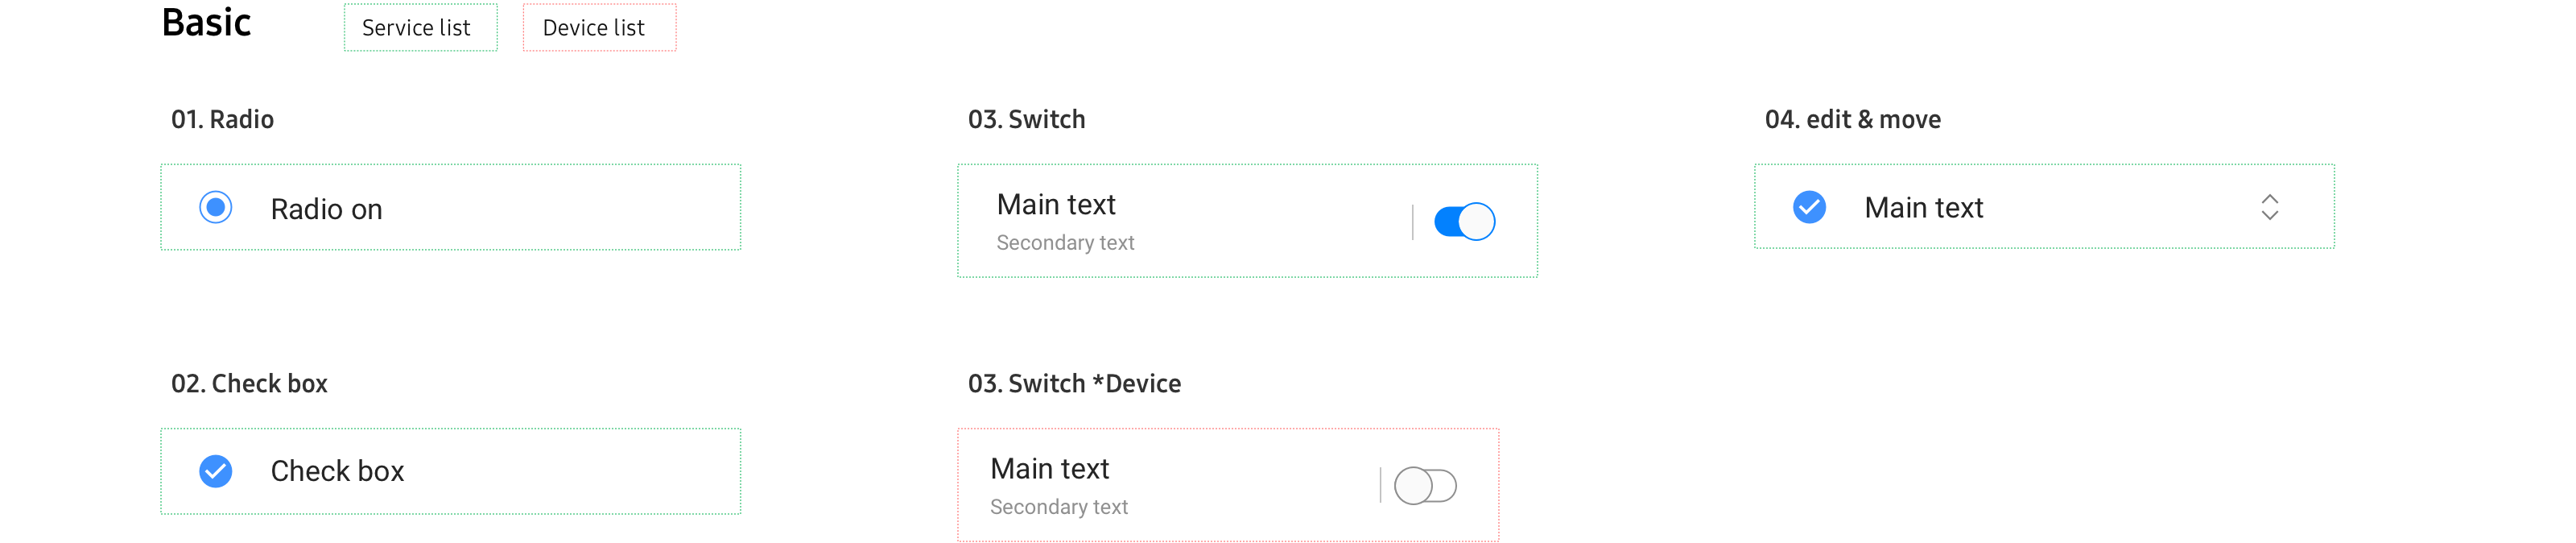 Basic
Service list
Device list
01. Radio
Radio on
03. Switch
Main text
Secondary text
04. edit & move
Main text
02. Check box
Check box
03. Switch *Device
Main text
Secondary text